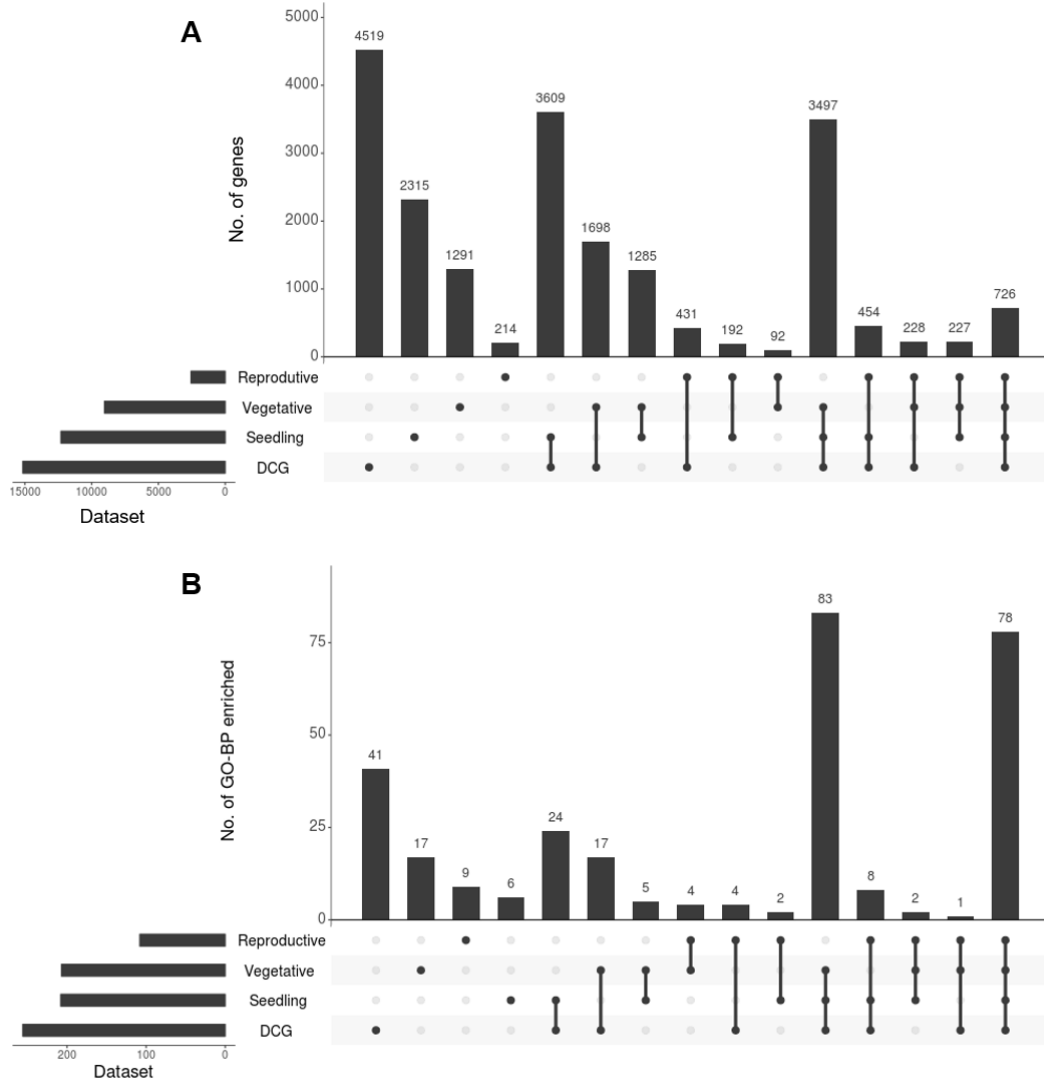 A
No. of genes
5000
4000
3000
2000
1000
0
4519
2315
1291
214
3609
1698
1285
431
192
92
3497
454
228
227
726
Reprodutive
Vegetative
Seedling
DCG
15000 10000 5000 0
Dataset
B
No. of GO-BP enriched
75
50
25
0
41
17
9
6
24
17
5
4
4
2
83
8
2
1
78
Reproductive
Vegetative
Seedling
DCG
200 100 0
Dataset